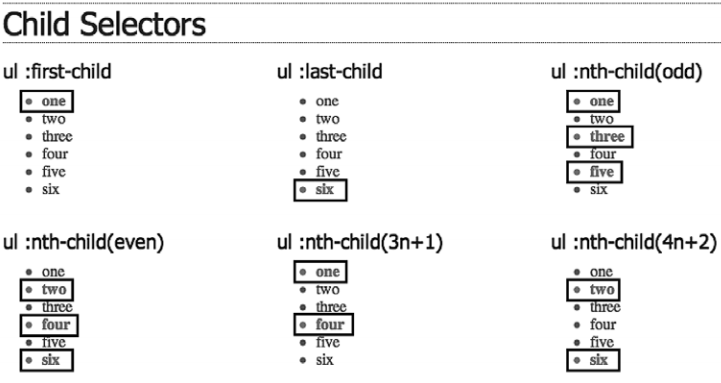 Child Selectors
ul :first-child
• one
• two
• three
• four
• five
• six
ul :last-child
• one
• two
• three
• four
• five
• six
ul :nth-child(odd)
• one
• two
• three
• four
• five
• six
ul :nth-child(even)
• one
• two
• three
• four
• five
• six
ul :nth-child(3n+1)
• one
• two
• three
• four
• five
• six
ul :nth-child(4n+2)
• one
• two
• three
• four
• five
• six